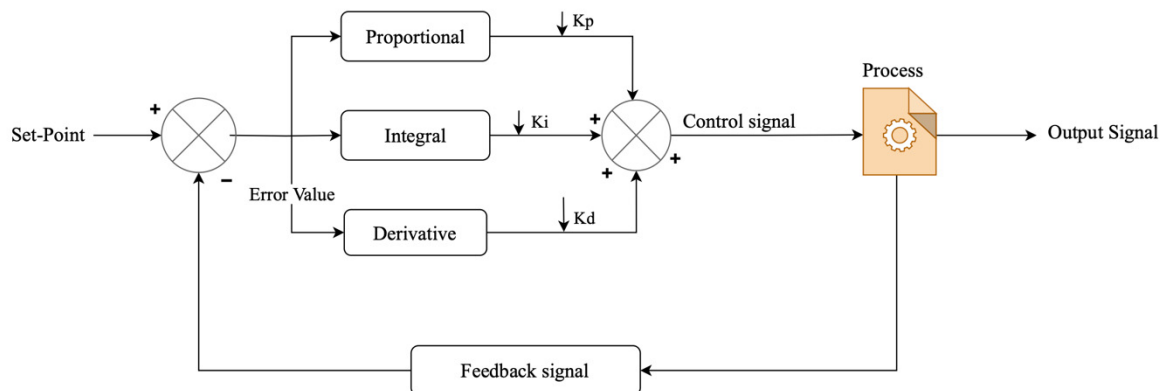 Proportional
Kp
Process
+
Set-Point
Integral
Ki
+
Control signal
Output Signal
+
+
−
Error Value
Derivative
Kd
Feedback signal